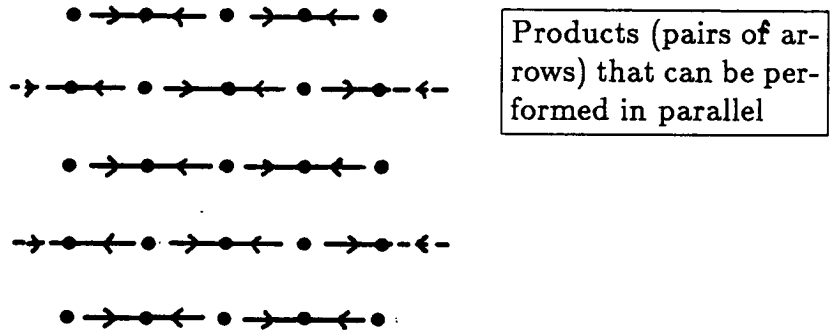 Products (pairs of ar-
rows) that can be per-
formed in parallel